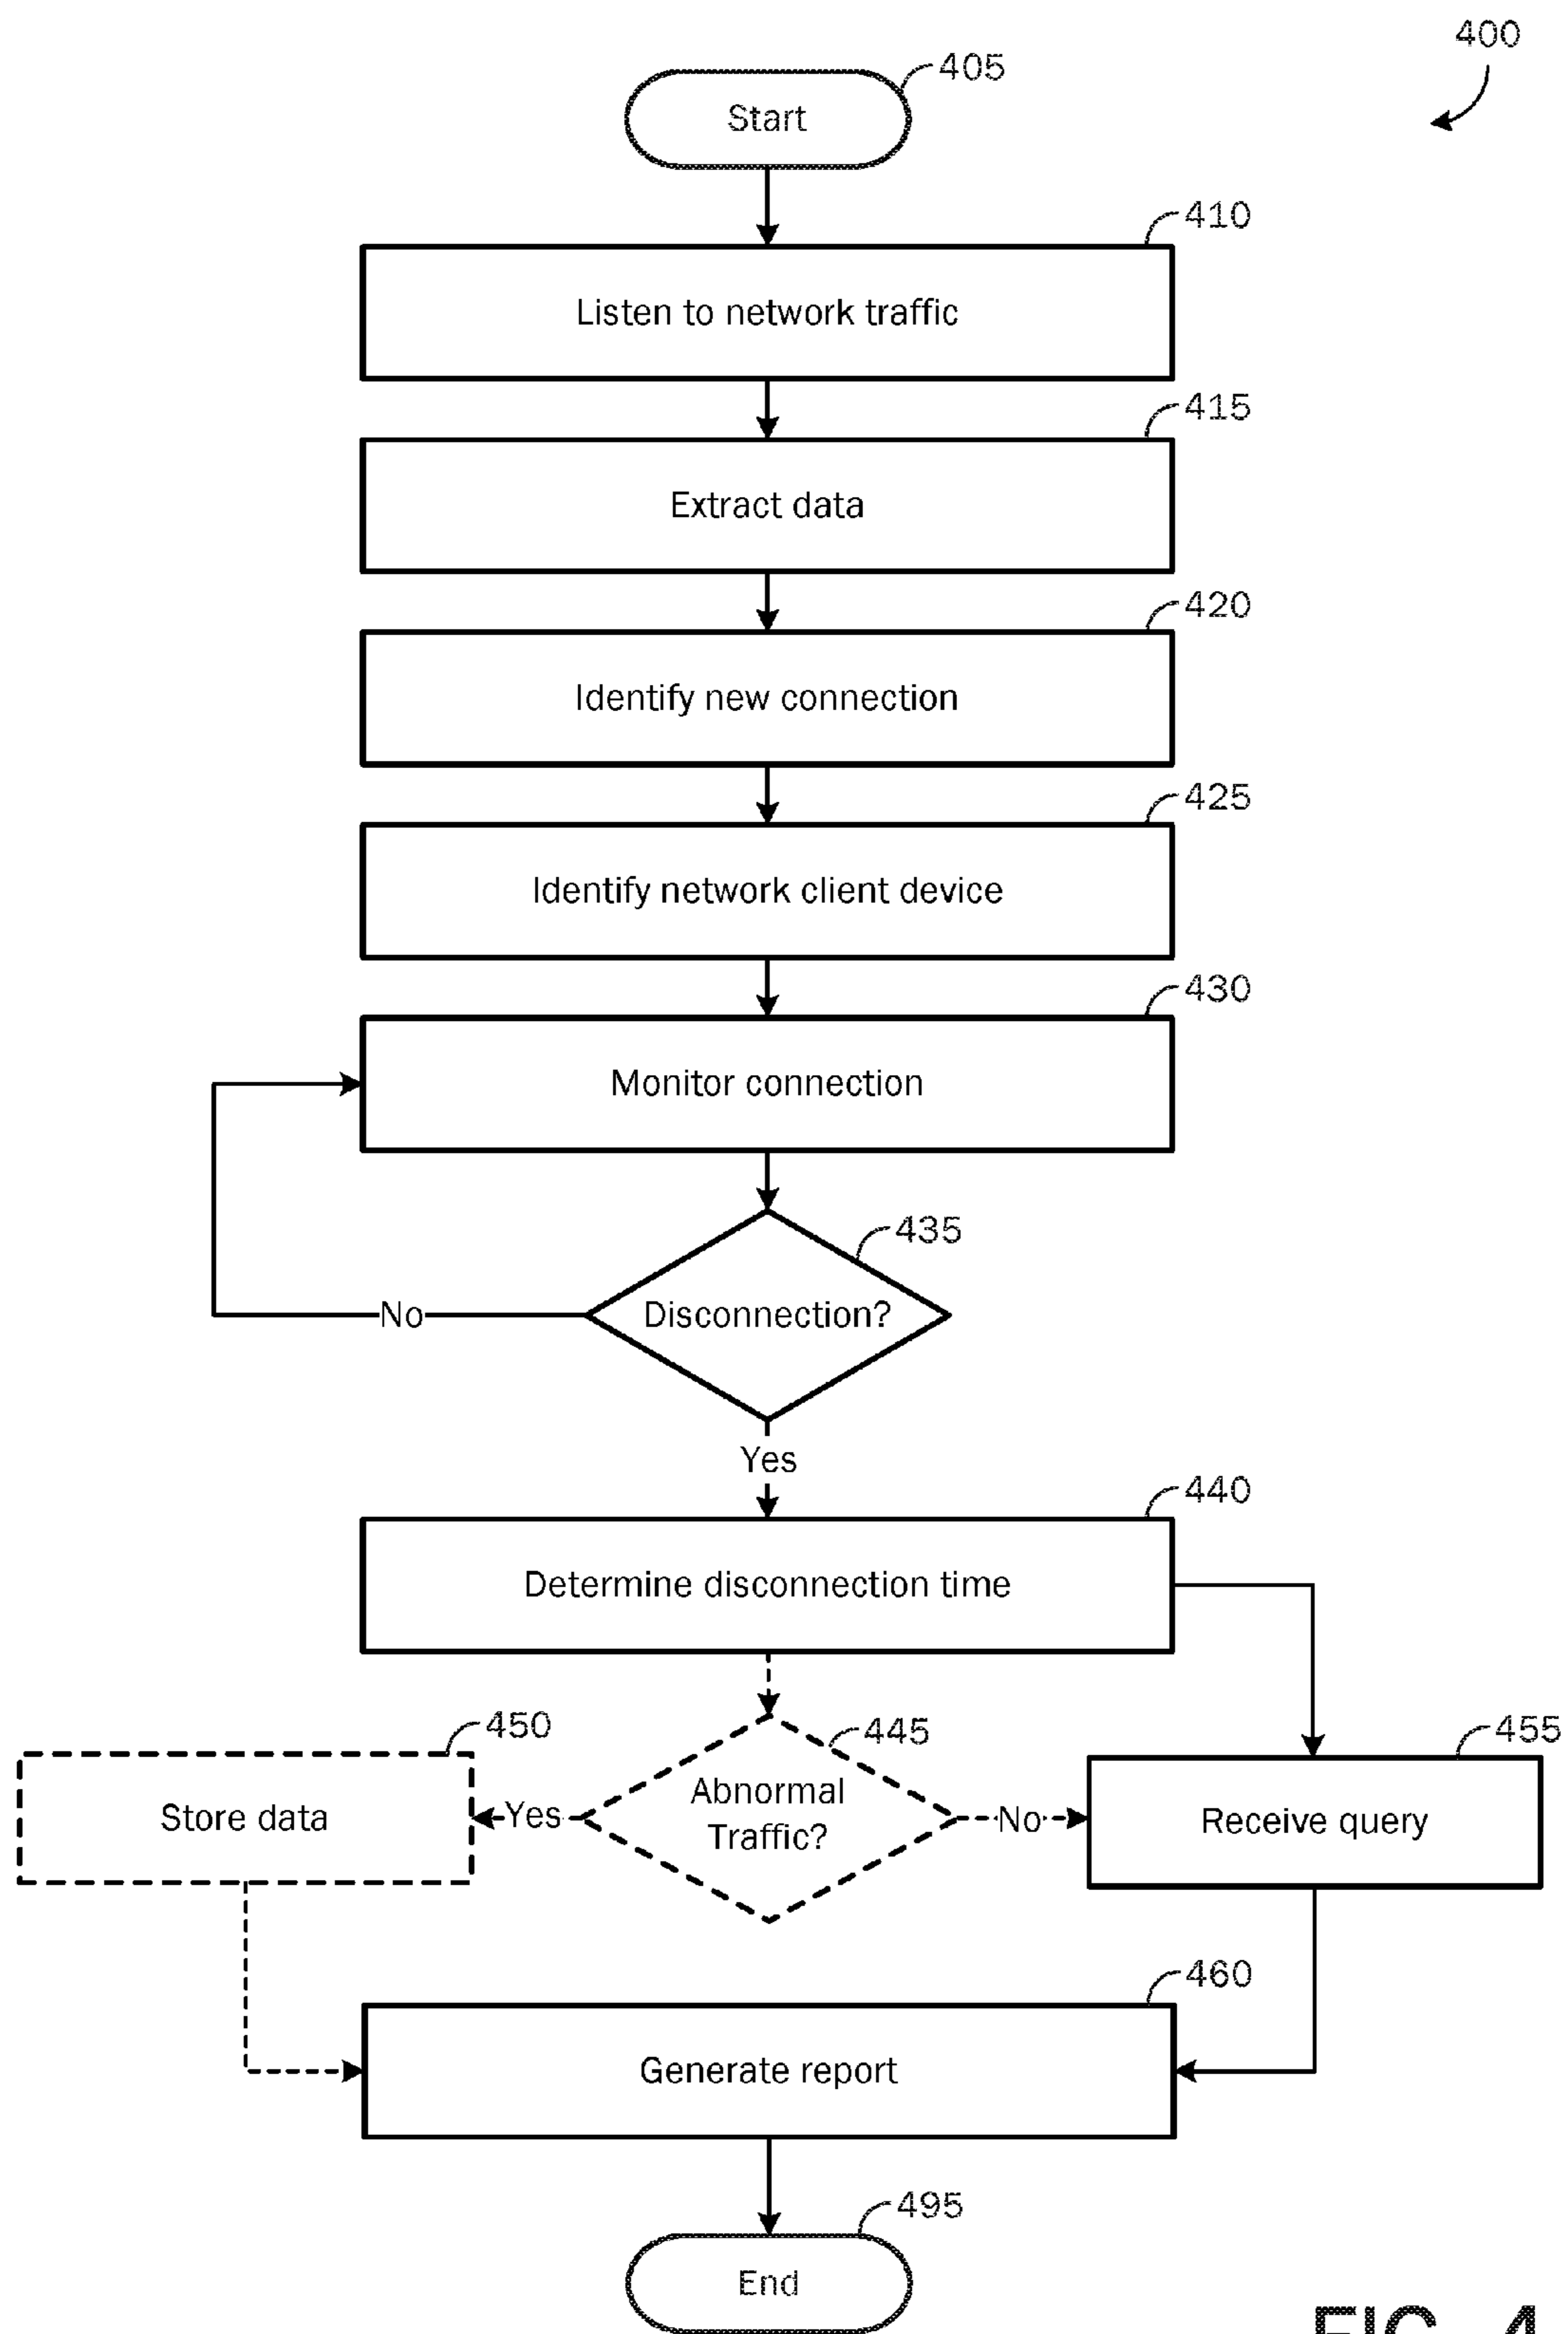 400
405
Start
410
Listen to network traffic
415
Extract data
420
Identify new connection
425
Identify network client device
430
Monitor connection
435
Disconnection?
No
Yes
440
Determine disconnection time
450
Store data
445
Abnormal
Traffic?
Yes
No
455
Receive query
460
Generate report
495
End
FIG. 4